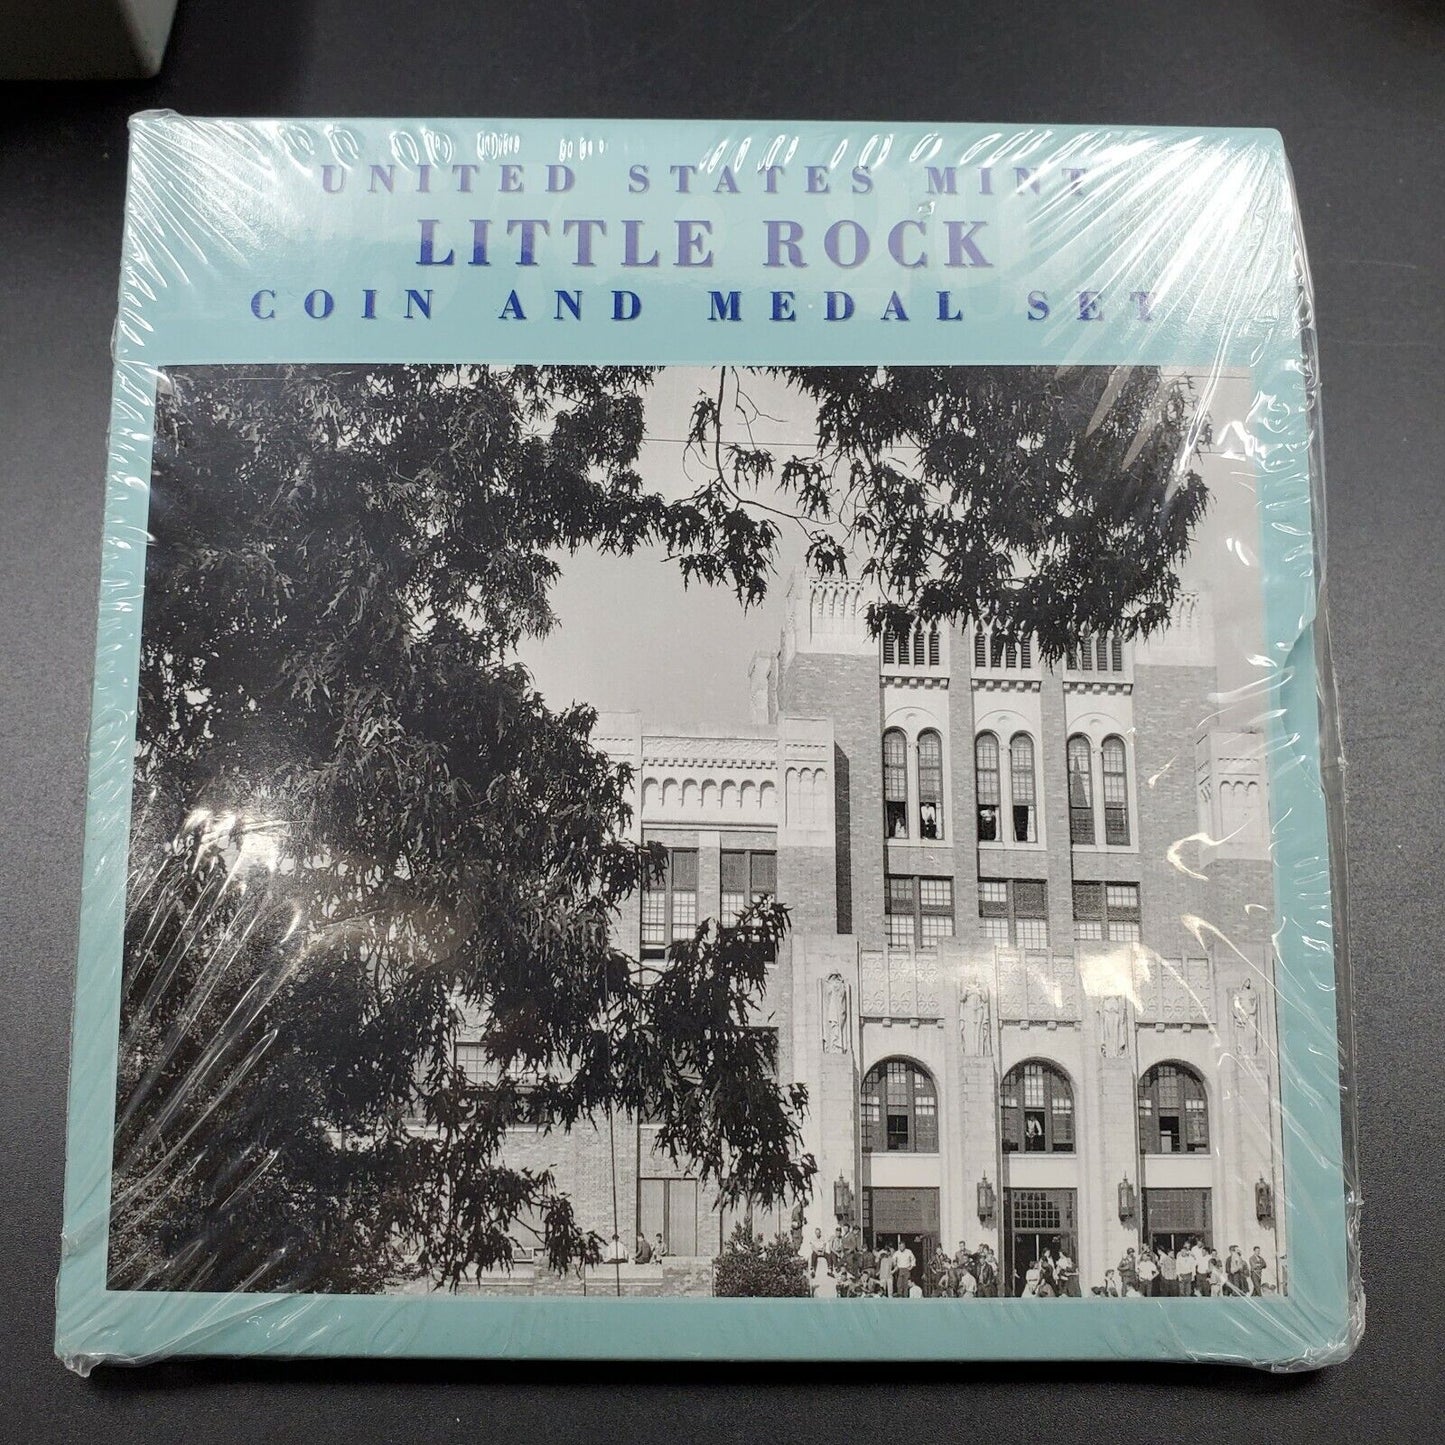 UNITED STATES MINT
LITTLE ROCK
COIN AND MEDAL SET